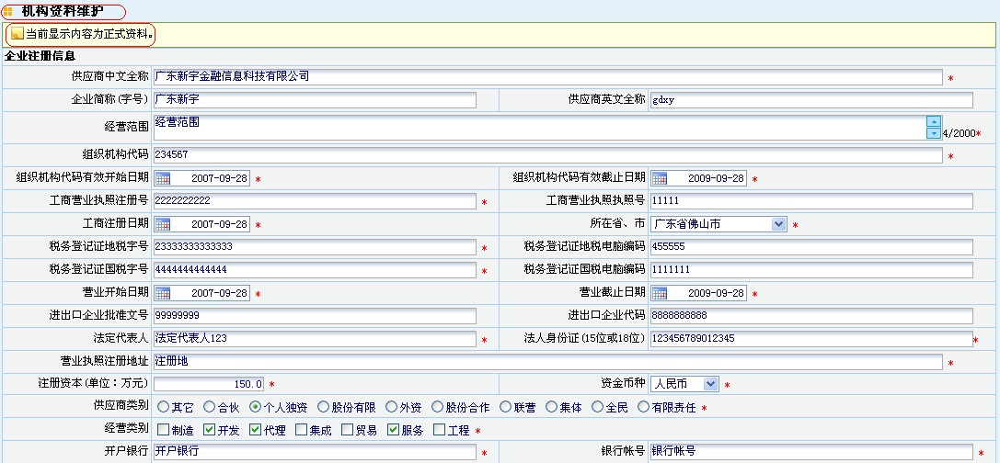 机构资料维护
当前显示内容为正式资料。
企业注册信息
供应商中文全称 广东新宇金融信息科技有限公司 *
企业简称(字号) 广东新宇 供应商英文全称 gdxy
经营范围 经营范围 4/2000*
组织机构代码 234567 *
组织机构代码有效开始日期 2007-09-28 * 组织机构代码有效截止日期 2009-09-28 *
工商营业执照注册号 2222222222 * 工商营业执照执照号 11111
工商注册日期 2007-09-28 * 所在省、市 广东省佛山市 *
税务登记证地税字号 23333333333333 * 税务登记证地税电脑编码 455555
税务登记证国税字号 4444444444444 * 税务登记证国税电脑编码 1111111
营业开始日期 2007-09-28 * 营业截止日期 2009-09-28 *
进出口企业批准文号 99999999 进出口企业代码 8888888888
法定代表人 法定代表人123 * 法人身份证(15位或18位) 123456789012345 *
营业执照注册地址 注册地 *
注册资本(单位：万元) 150.0 * 资金币种 人民币 *
供应商类别 其它 合伙 个人独资 股份有限 外资 股份合作 联营 集体 全民 有限责任 *
经营类别 制造 开发 代理 集成 贸易 服务 工程 *
开户银行 开户银行 * 银行帐号 银行帐号 *